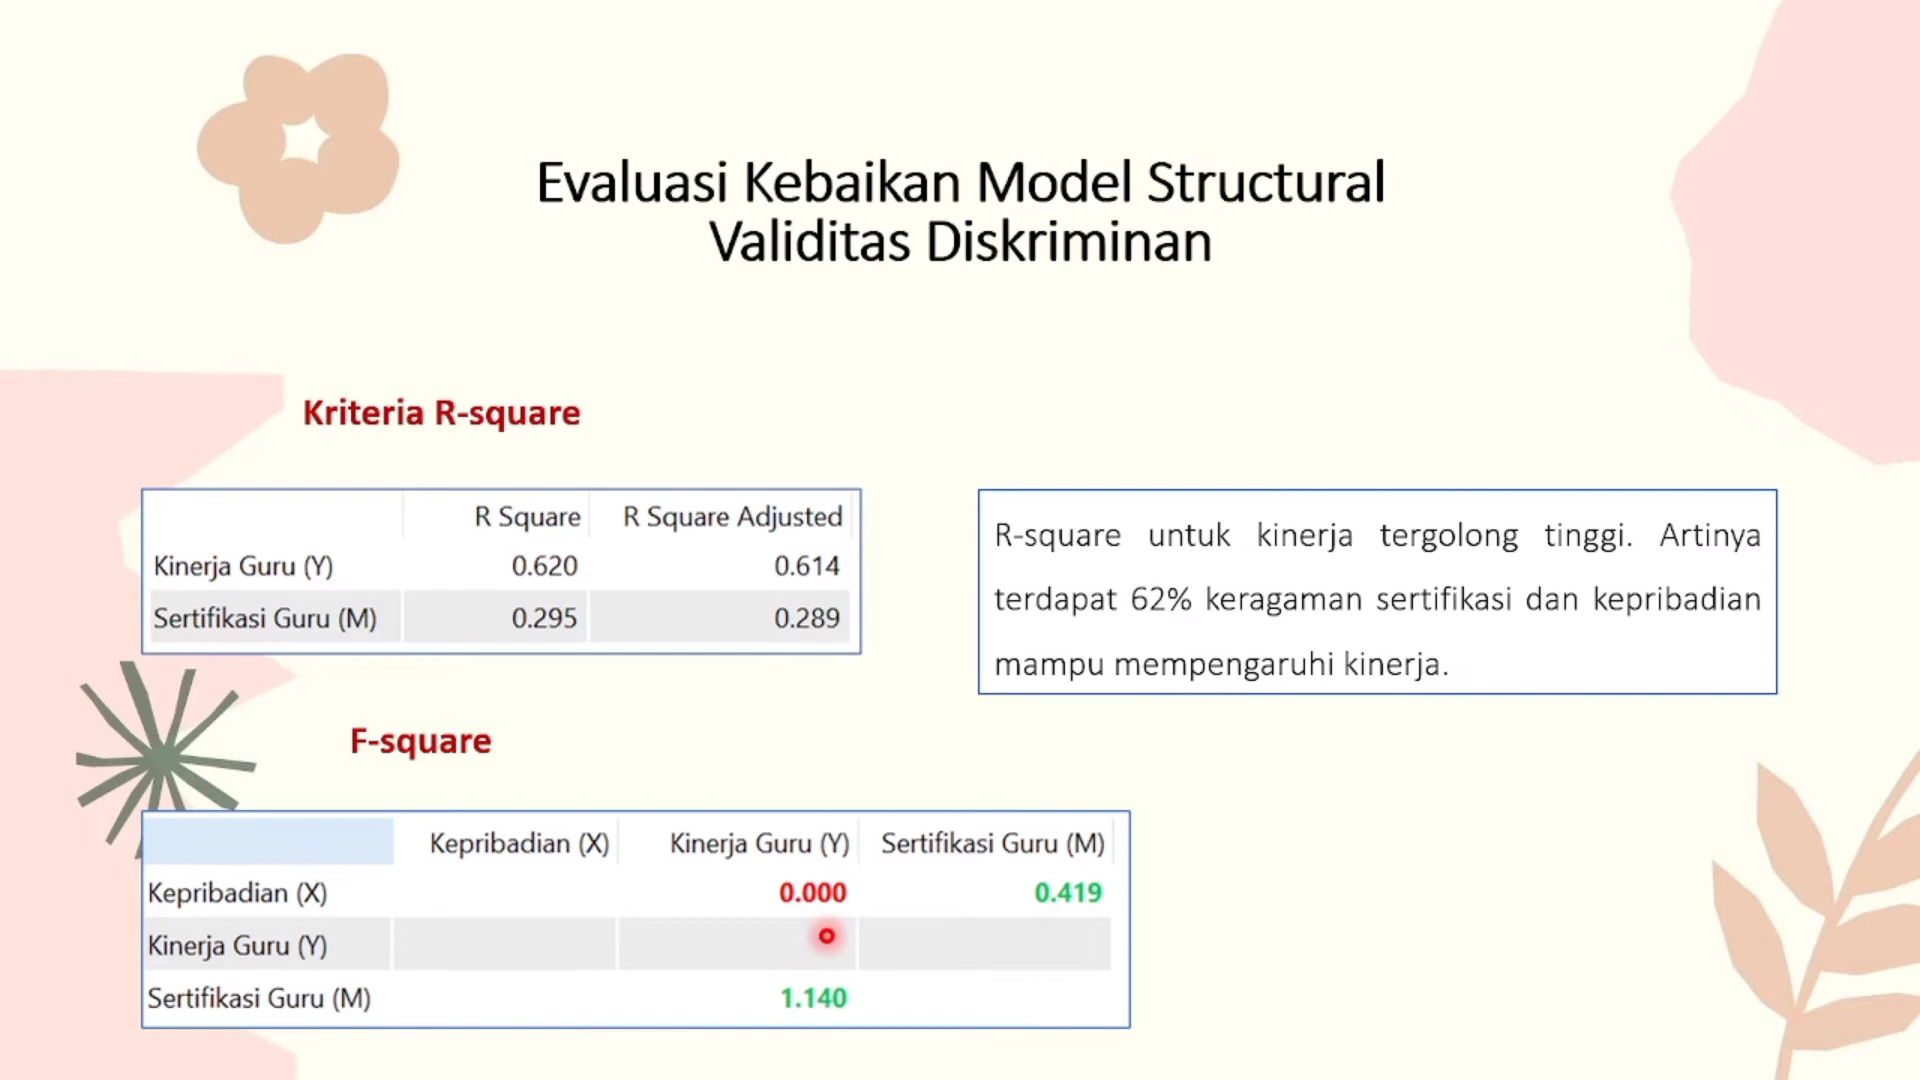 Evaluasi Kebaikan Model Structural
Validitas Diskriminan
Kriteria R-square
R Square R Square Adjusted
Kinerja Guru (Y) 0.620 0.614
Sertifikasi Guru (M) 0.295 0.289
R-square untuk kinerja tergolong tinggi. Artinya
terdapat 62% keragaman sertifikasi dan kepribadian
mampu mempengaruhi kinerja.
F-square
Kepribadian (X) Kinerja Guru (Y) Sertifikasi Guru (M)
Kepribadian (X) 0.000 0.419
Kinerja Guru (Y)
Sertifikasi Guru (M) 1.140